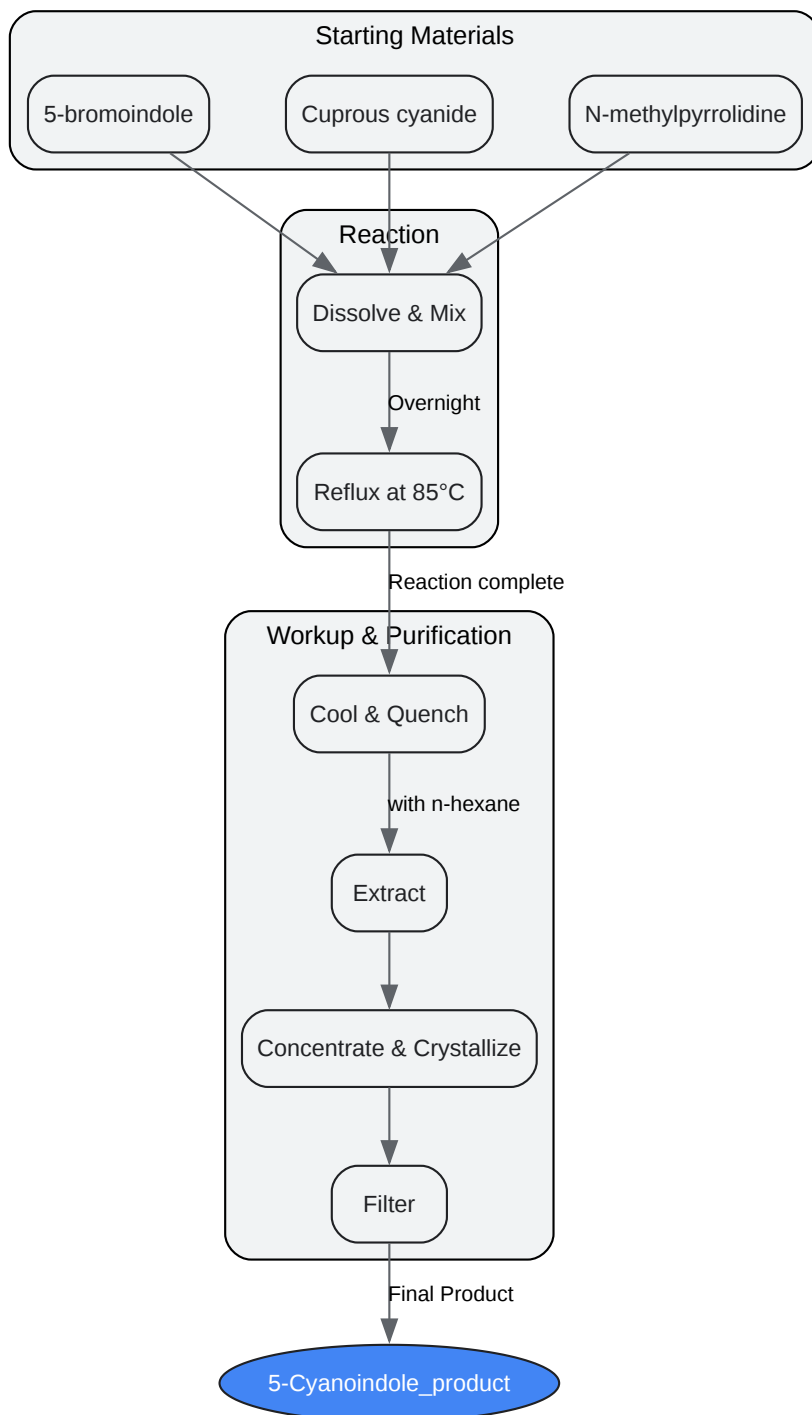 Starting Materials
5-bromoindole
Cuprous cyanide
N-methylpyrrolidine
Reaction
Dissolve & Mix
Overnight
Reflux at 85°C
Reaction complete
Workup & Purification
Cool & Quench
with n-hexane
Extract
Concentrate & Crystallize
Filter
Final Product
5-Cyanoindole_product